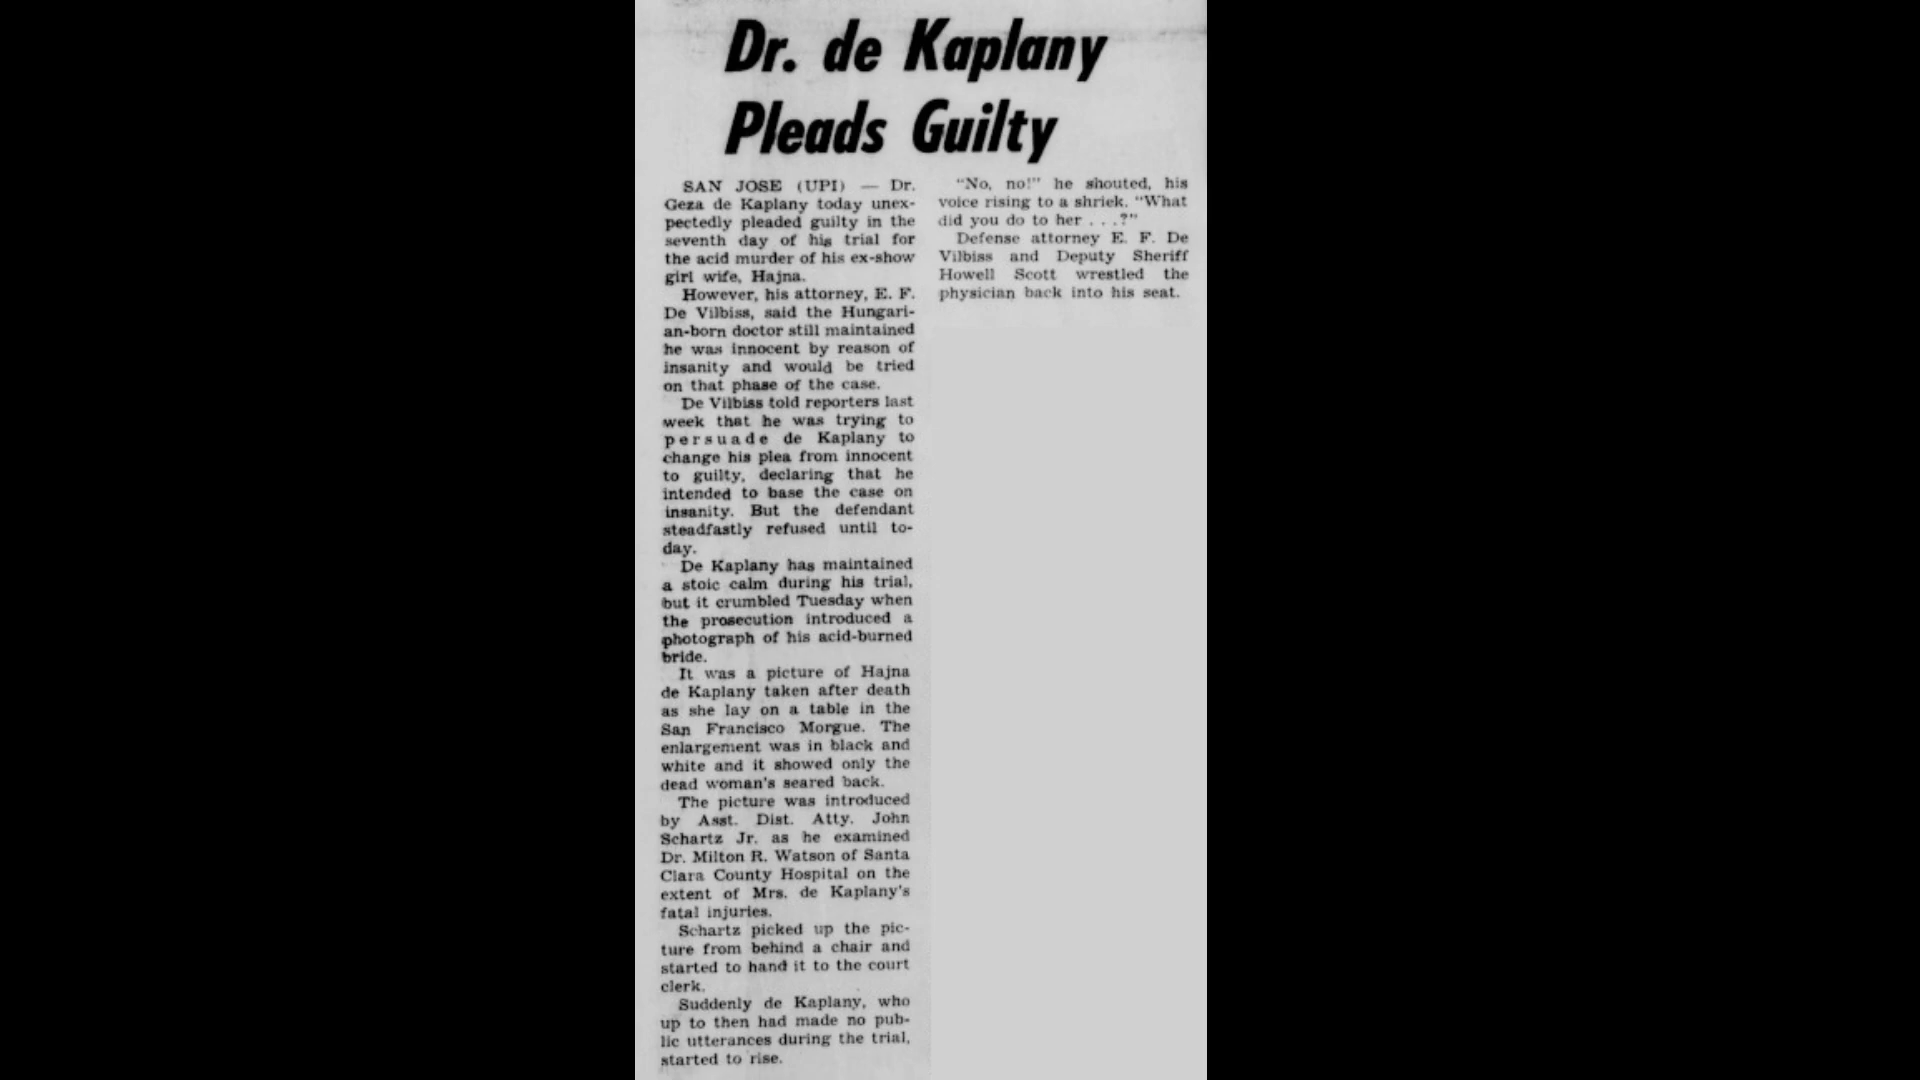 Dr. de Kaplany
Pleads Guilty
SAN JOSE (UPI) — Dr.
Geza de Kaplany today unex-
pectedly pleaded guilty in the
seventh day of his trial for
the acid murder of his ex-show
girl wife, Hajna.
However, his attorney, E. F.
De Vilbiss, said the Hungari-
an-born doctor still maintained
he was innocent by reason of
insanity and would be tried
on that phase of the case.
De Vilbiss told reporters last
week that he was trying to
persuade de Kaplany to
change his plea from innocent
to guilty, declaring that he
intended to base the case on
insanity. But the defendant
steadfastly refused until to-
day.
De Kaplany has maintained
a stoic calm during his trial,
but it crumbled Tuesday when
the prosecution introduced a
photograph of his acid-burned
bride.
It was a picture of Hajna
de Kaplany taken after death
as she lay on a table in the
San Francisco Morgue. The
enlargement was in black and
white and it showed only the
dead woman's seared back.
The picture was introduced
by Asst. Dist. Atty. John
Schartz Jr. as he examined
Dr. Milton R. Watson of Santa
Clara County Hospital on the
extent of Mrs. de Kaplany's
fatal injuries.
Schartz picked up the pic-
ture from behind a chair and
started to hand it to the court
clerk.
Suddenly de Kaplany, who
up to then had made no pub-
lic utterances during the trial,
started to rise.
"No, no!" he shouted, his
voice rising to a shriek. "What
did you do to her . . .?"
Defense attorney E. F. De
Vilbiss and Deputy Sheriff
Howell Scott wrestled the
physician back into his seat.